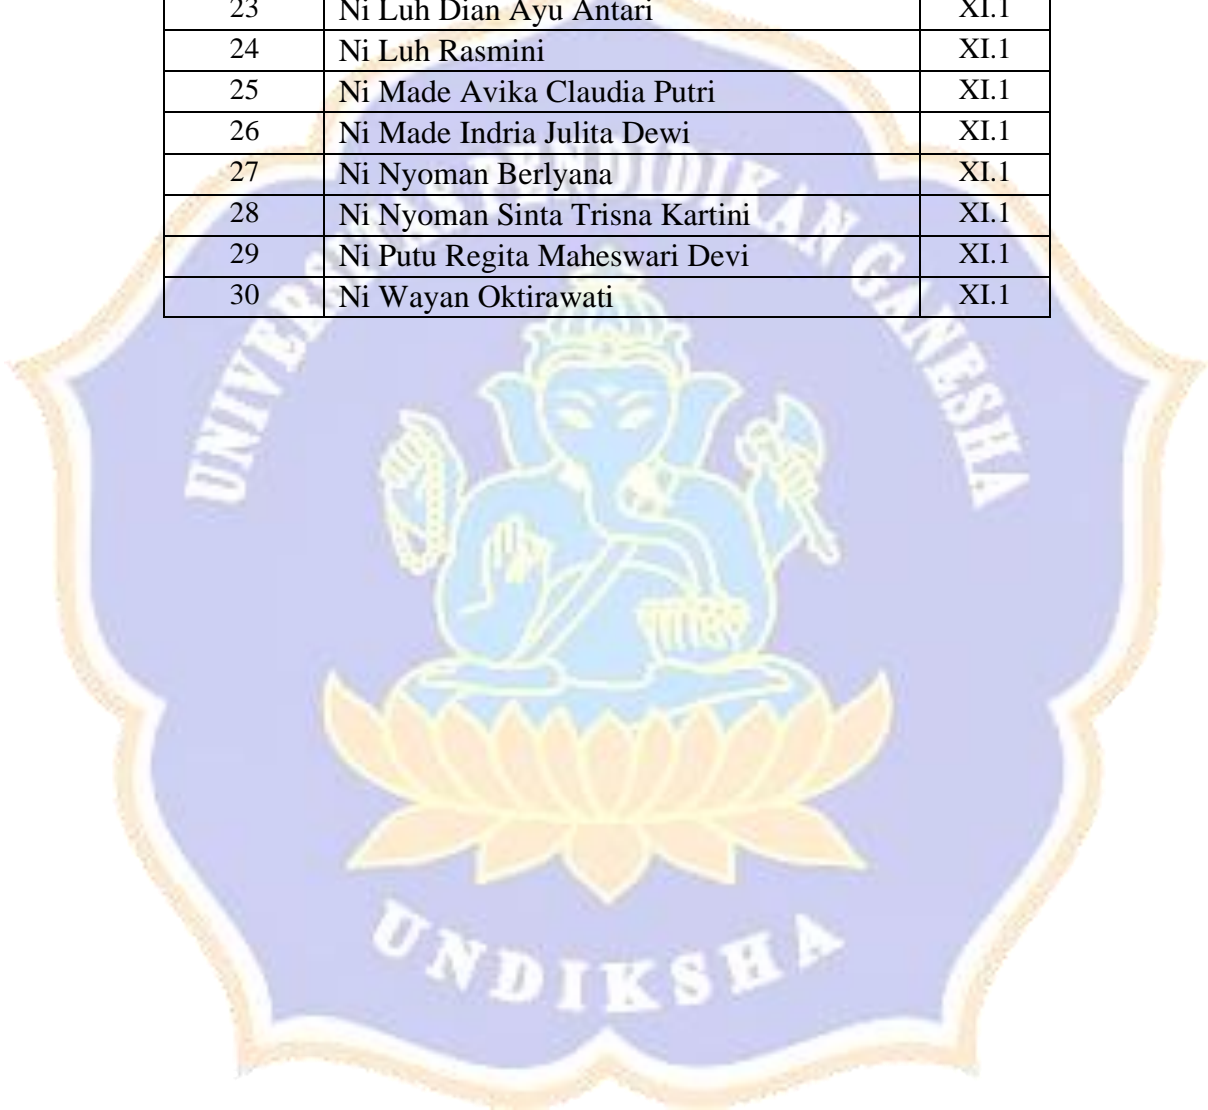 23 Ni Luh Dian Ayu Antari XI.1
24 Ni Luh Rasmini XI.1
25 Ni Made Avika Claudia Putri XI.1
26 Ni Made Indria Julita Dewi XI.1
27 Ni Nyoman Berlyana XI.1
28 Ni Nyoman Sinta Trisna Kartini XI.1
29 Ni Putu Regita Maheswari Devi XI.1
30 Ni Wayan Oktirawati XI.1
UNIVERSITAS PENDIDIKAN GANESHA
UNDIKSHA